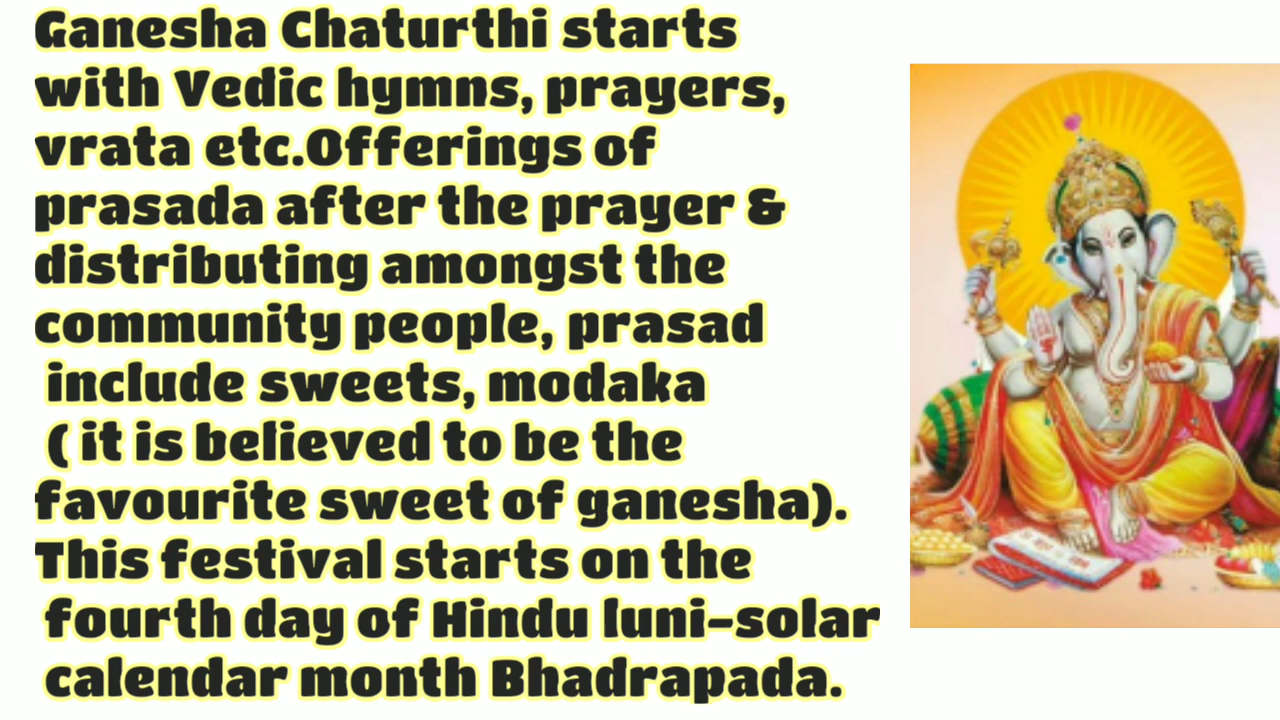 Ganesha Chaturthi starts
with Vedic hymns, prayers,
vrata etc.Offerings of
prasada after the prayer &
distributing amongst the
community people, prasad
include sweets, modaka
( it is believed to be the
favourite sweet of ganesha).
This festival starts on the
fourth day of Hindu luni-solar
calendar month Bhadrapada.